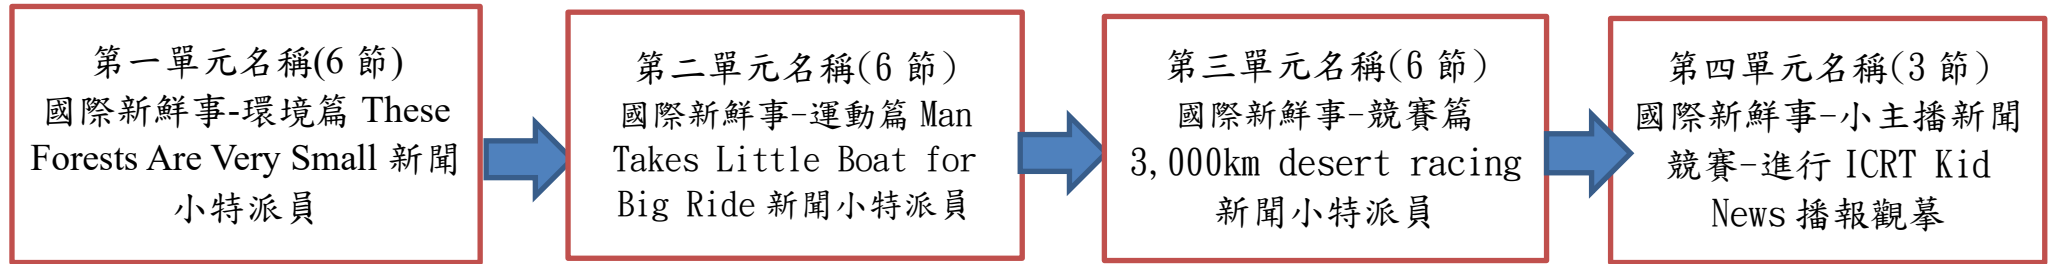 第一單元名稱(6 節)
國際新鮮事-環境篇 These
Forests Are Very Small 新聞
小特派員
第二單元名稱(6 節)
國際新鮮事-運動篇 Man
Takes Little Boat for
Big Ride 新聞小特派員
第三單元名稱(6 節)
國際新鮮事-競賽篇
3,000km desert racing
新聞小特派員
第四單元名稱(3 節)
國際新鮮事-小主播新聞
競賽-進行 ICRT Kid
News 播報觀摹